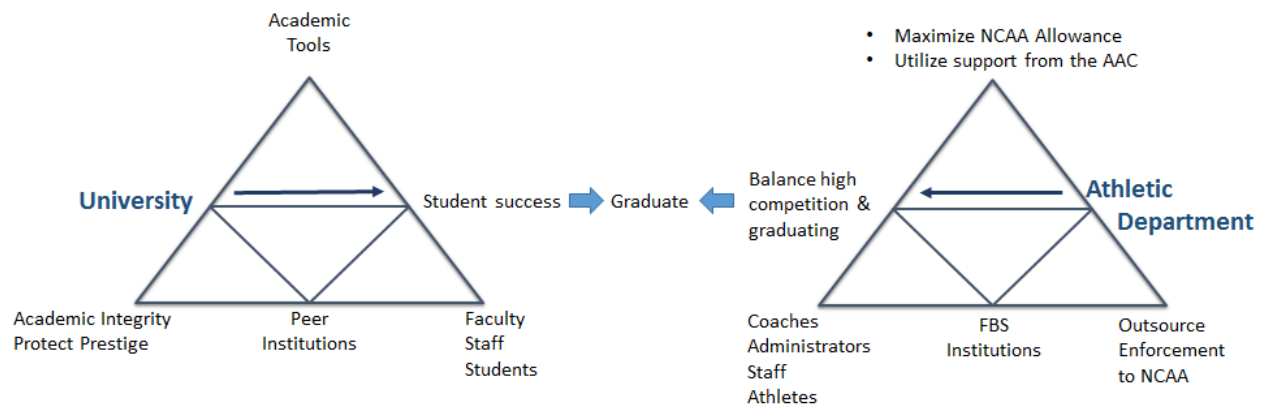 Academic
Tools
University
Student success
Academic Integrity
Protect Prestige
Peer
Institutions
Faculty
Staff
Students
Graduate
• Maximize NCAA Allowance
• Utilize support from the AAC
Balance high
competition &
graduating
Athletic
Department
Coaches
Administrators
Staff
Athletes
FBS
Institutions
Outsource
Enforcement
to NCAA